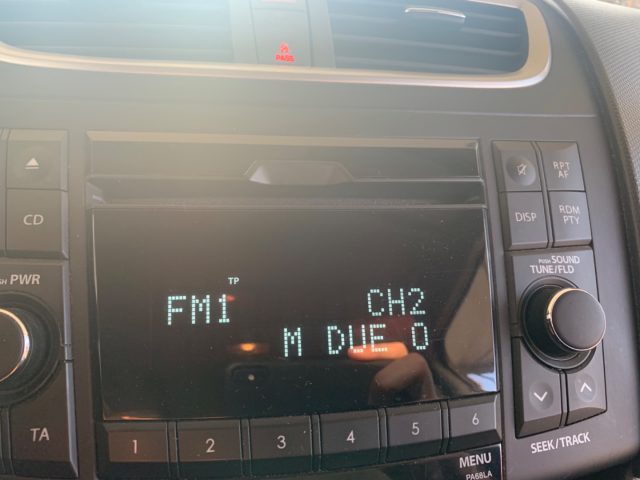 PASS
RPT
AF
CD
DISP
RDM
PTY
PUSH SOUND
TUNE/FLD
PWR
TP
FM1
CH2
M DUE O
TA
1
2
3
4
5
6
SEEK/TRACK
MENU
PA68LA